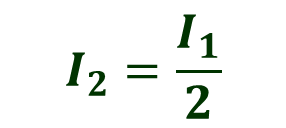 I₂ = I₁/2